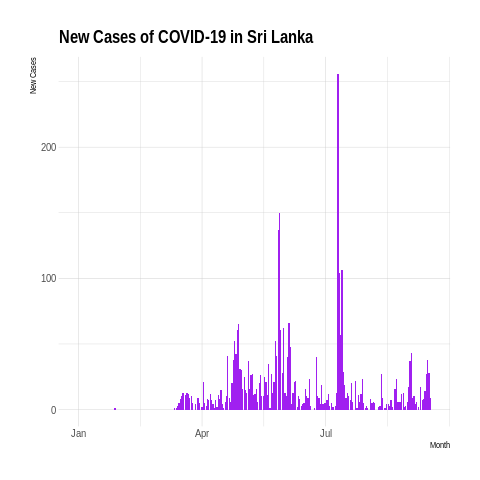 New Cases of COVID-19 in Sri Lanka
New Cases
200
100
0
Jan Apr Jul
Month